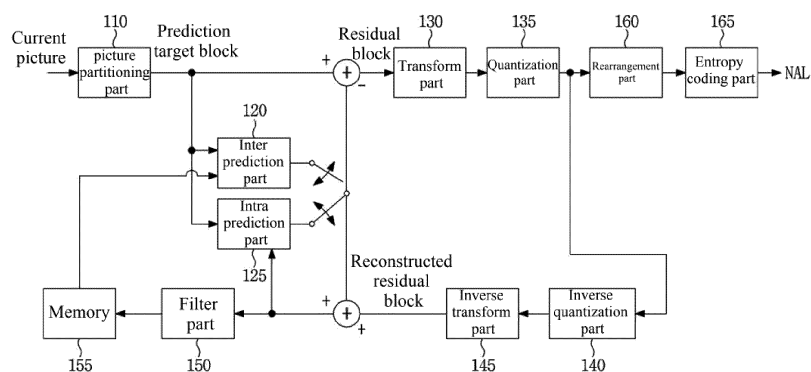 110
Prediction
target block
Residual
block
130
135
160
165
Current
picture
picture
partitioning
part
+
+
−
Transform
part
Quantization
part
Rearrangement
part
Entropy
coding part
NAL
120
Inter
prediction
part
Intra
prediction
part
125
Reconstructed
residual
block
Memory
155
Filter
part
150
+
+
+
Inverse
transform
part
145
Inverse
quantization
part
140